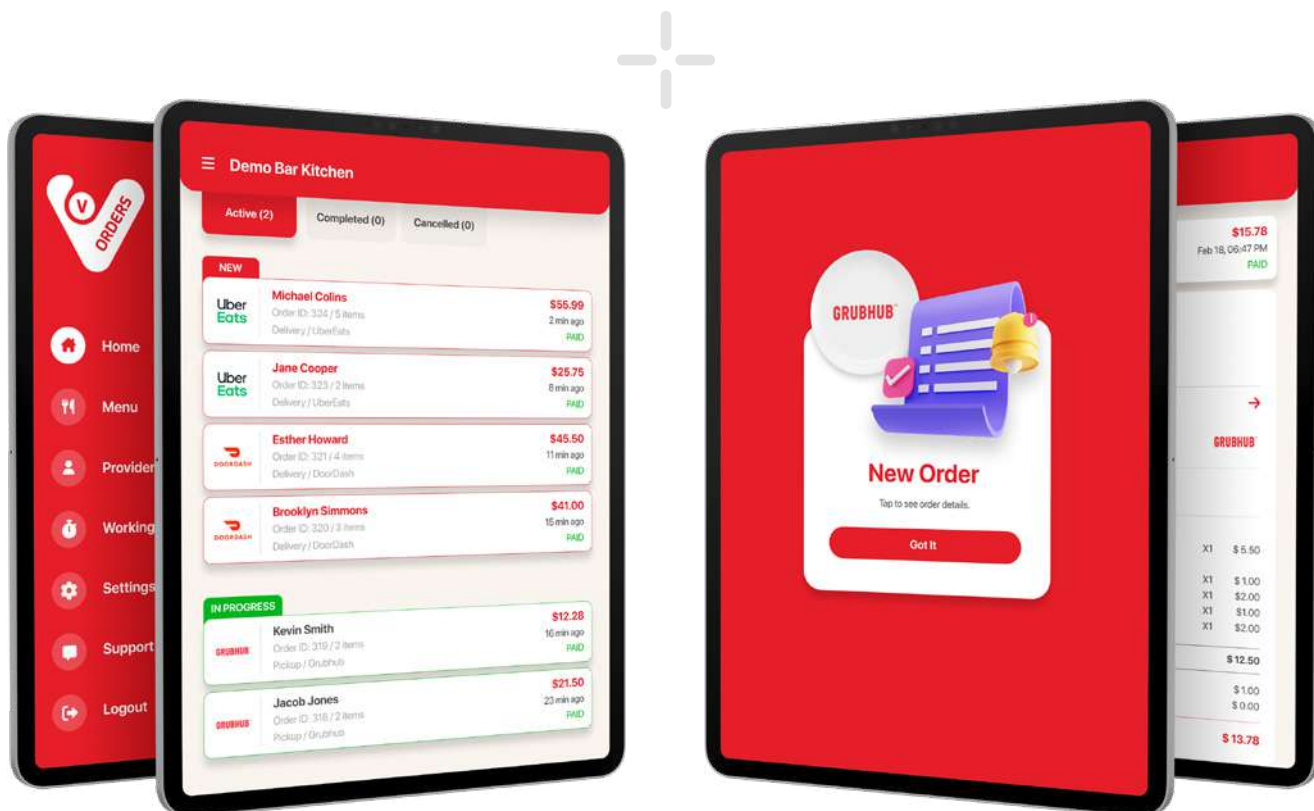 V
ORDERS
Home
Menu
Provider
Working
Settings
Support
Logout
Demo Bar Kitchen
Active (2)
Completed (0)
Cancelled (0)
NEW
Uber
Eats
Michael Colins
Order ID: 324 / 5 items
Delivery / UberEats
$55.99
2 min ago
PAID
Uber
Eats
Jane Cooper
Order ID: 323 / 2 items
Delivery / UberEats
$25.75
8 min ago
PAID
DOORDASH
Esther Howard
Order ID: 321 / 4 items
Delivery / DoorDash
$45.50
11 min ago
PAID
DOORDASH
Brooklyn Simmons
Order ID: 320 / 3 items
Delivery / DoorDash
$41.00
15 min ago
PAID
IN PROGRESS
GRUBHUB
Kevin Smith
Order ID: 319 / 2 items
Pickup / Grubhub
$12.28
16 min ago
PAID
GRUBHUB
Jacob Jones
Order ID: 318 / 2 items
Pickup / Grubhub
$21.50
23 min ago
PAID
GRUBHUB™
1
New Order
Tap to see order details.
Got It
$15.78
Feb 18, 06:47 PM
PAID
GRUBHUB
X1 $5.50
X1 $1.00
X1 $2.00
X1 $1.00
X1 $2.00
$12.50
$1.00
$0.00
$13.78